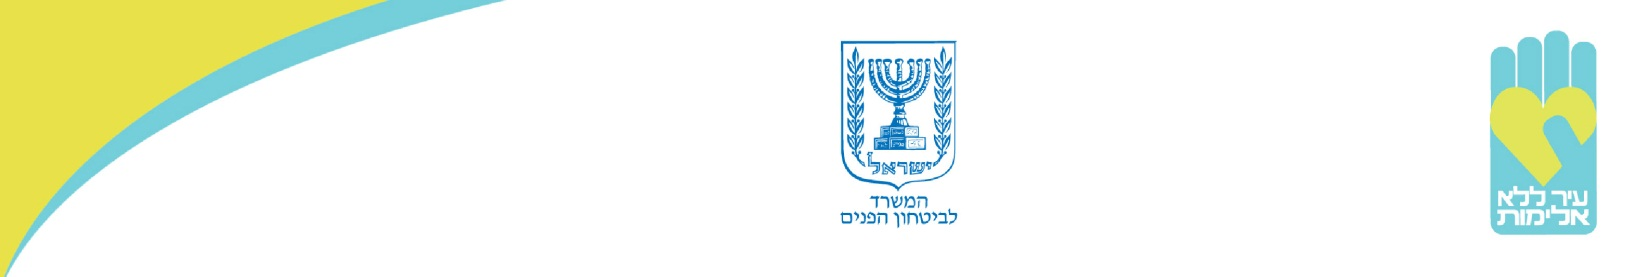 ישראל
המשרד
לביטחון הפנים
עיר ללא
אלימות